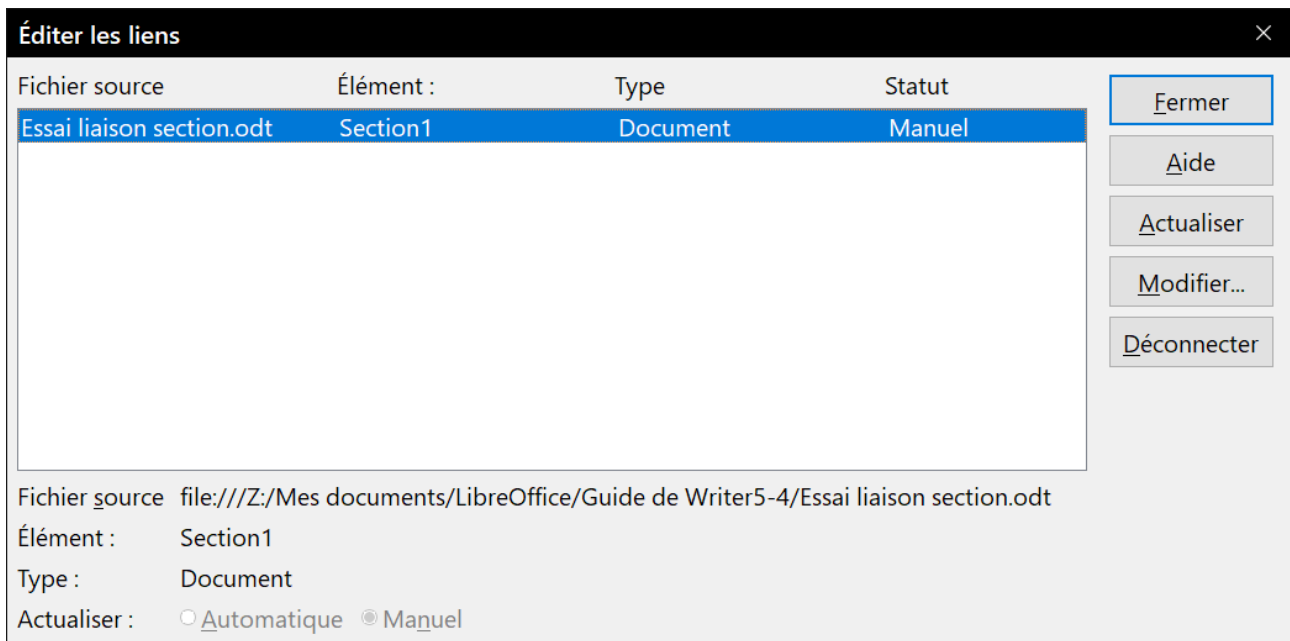 Éditer les liens
Fichier source Élément : Type Statut
Essai liaison section.odt Section1 Document Manuel
Fermer
Aide
Actualiser
Modifier...
Déconnecter
Fichier source file:///Z:/Mes documents/LibreOffice/Guide de Writer5-4/Essai liaison section.odt
Élément : Section1
Type : Document
Actualiser : Automatique Manuel